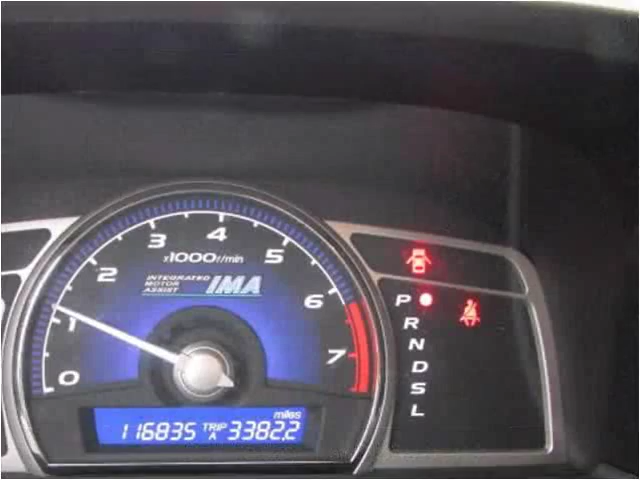 4
3
5
x1000r/min
2
INTEGRATED
MOTOR
ASSIST
IMA
6
P
1
R
N
7
D
0
S
L
miles
116835 TRIP A 3382.2